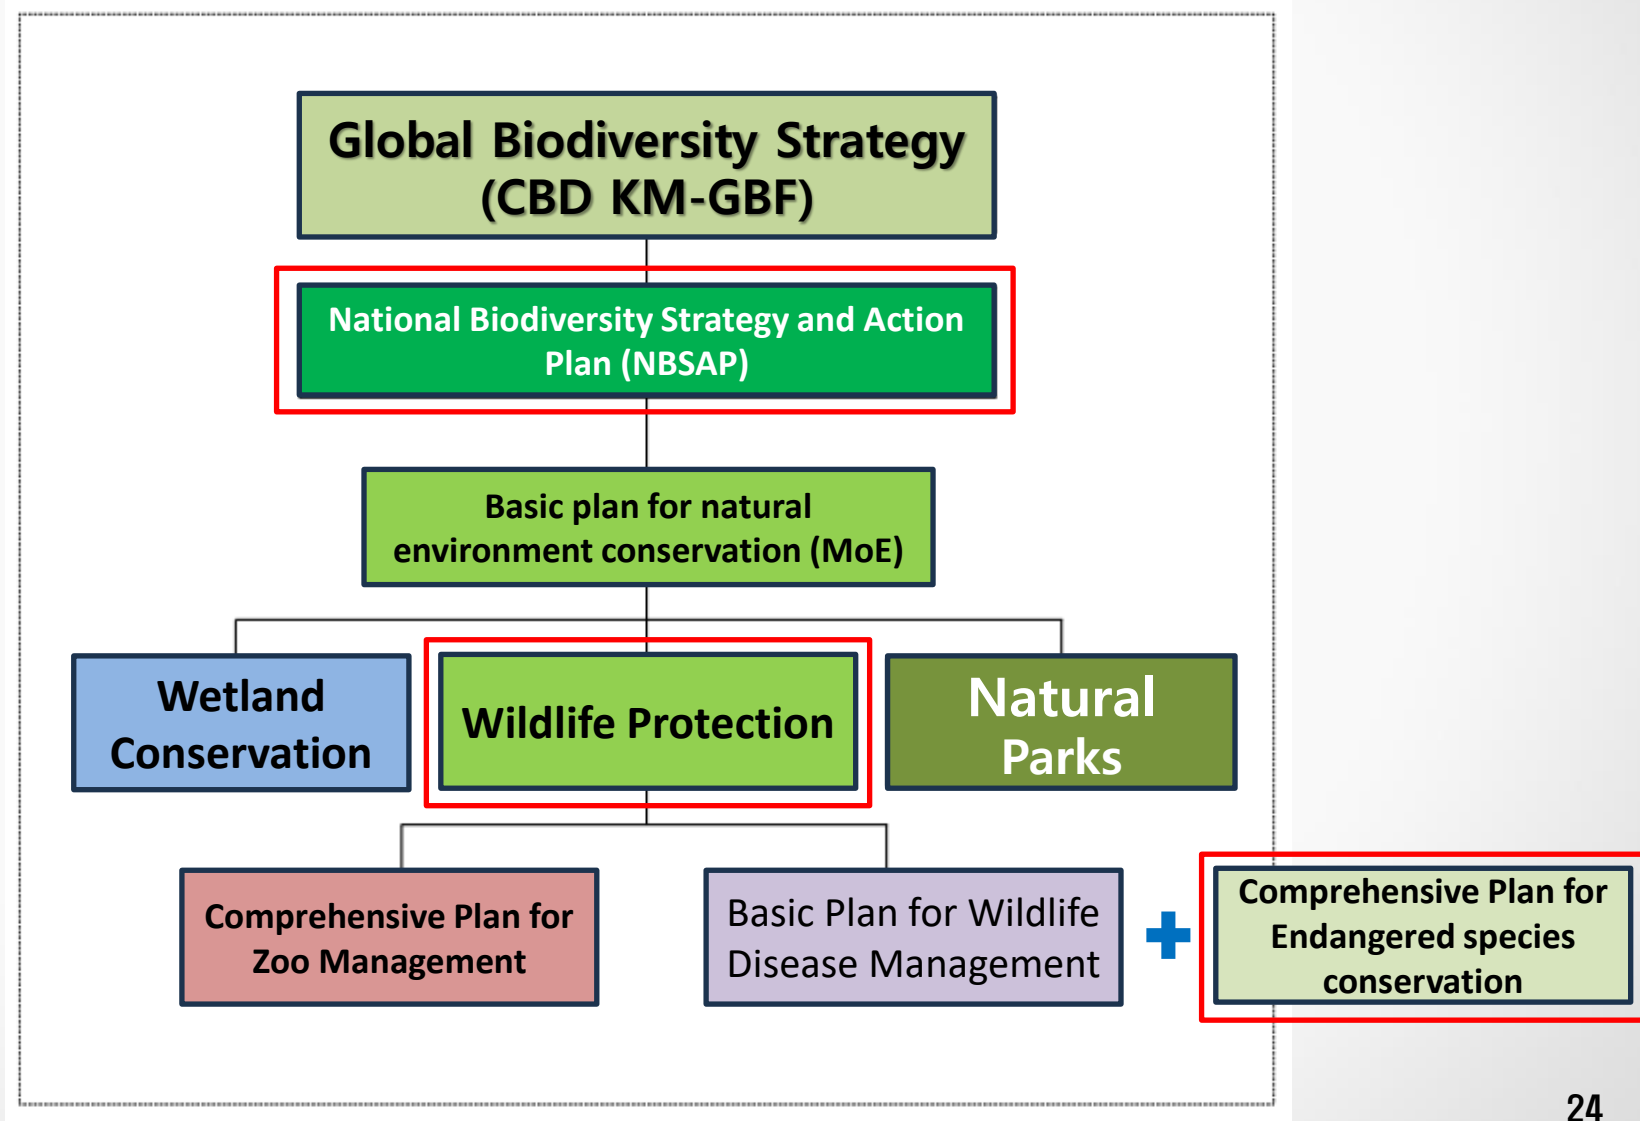 Global Biodiversity Strategy
(CBD KM-GBF)
National Biodiversity Strategy and Action
Plan (NBSAP)
Basic plan for natural
environment conservation (MoE)
Wetland
Conservation
Wildlife Protection
Natural
Parks
Comprehensive Plan for
Zoo Management
Basic Plan for Wildlife
Disease Management
Comprehensive Plan for
Endangered species
conservation
24